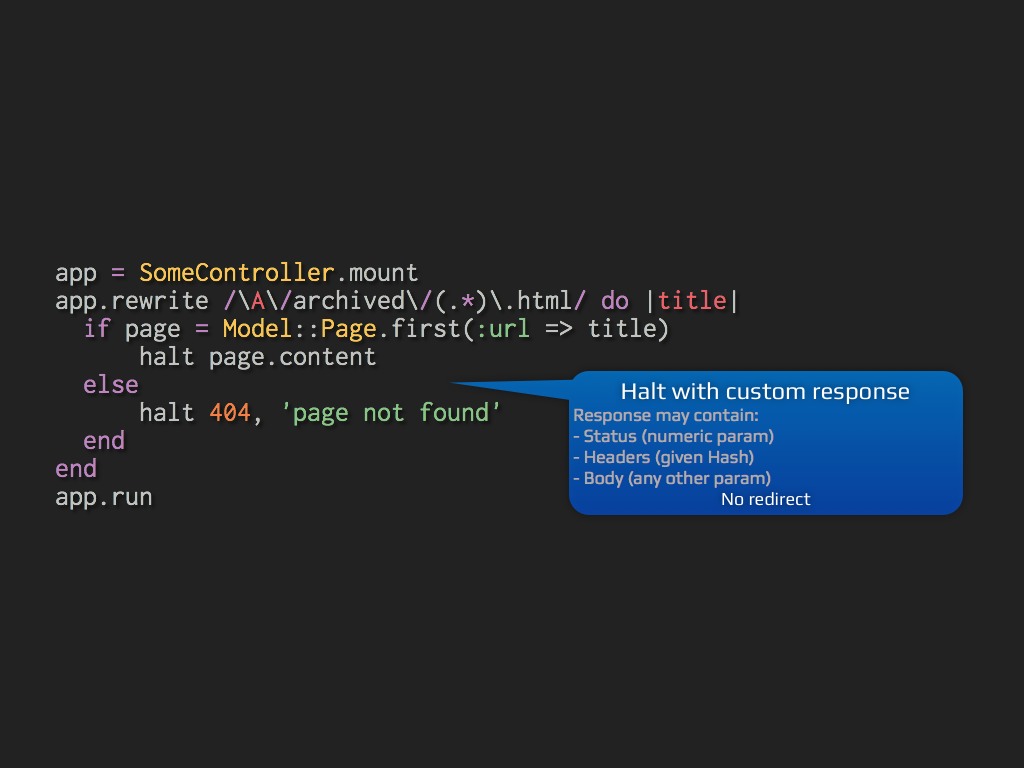 app = SomeController.mount
app.rewrite /\A\/archived\/(.*)\.html/ do |title|
  if page = Model::Page.first(:url => title)
      halt page.content
  else
      halt 404, 'page not found'
  end
end
app.run
Halt with custom response
Response may contain:
- Status (numeric param)
- Headers (given Hash)
- Body (any other param)
No redirect